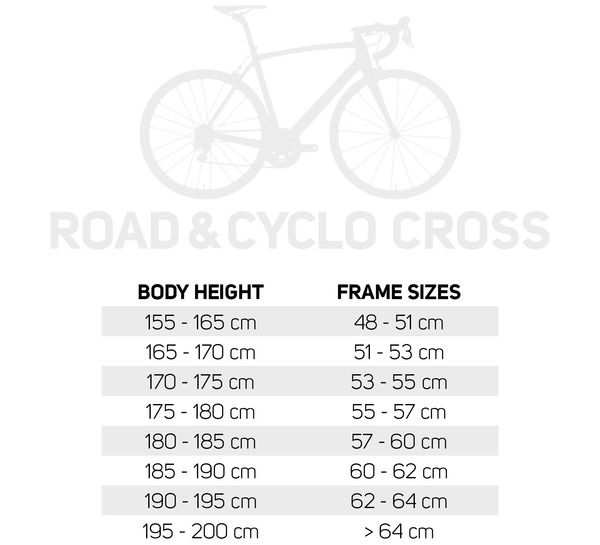 ROAD & CYCLO CROSS
BODY HEIGHT FRAME SIZES
155 - 165 cm 48 - 51 cm
165 - 170 cm 51 - 53 cm
170 - 175 cm 53 - 55 cm
175 - 180 cm 55 - 57 cm
180 - 185 cm 57 - 60 cm
185 - 190 cm 60 - 62 cm
190 - 195 cm 62 - 64 cm
195 - 200 cm > 64 cm